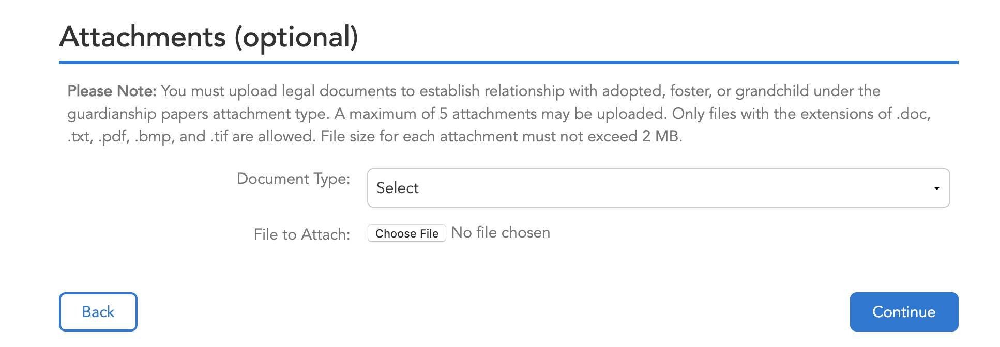 Attachments (optional)
Please Note: You must upload legal documents to establish relationship with adopted, foster, or grandchild under the
guardianship papers attachment type. A maximum of 5 attachments may be uploaded. Only files with the extensions of .doc,
.txt, .pdf, .bmp, and .tif are allowed. File size for each attachment must not exceed 2 MB.
Document Type: Select
File to Attach: Choose File No file chosen
Back Continue